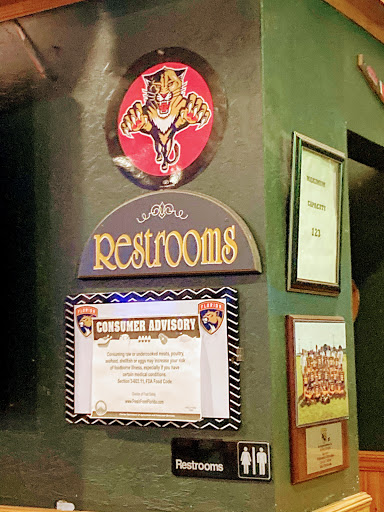 RESTROOMS
FLORIDA
FLORIDA
CONSUMER ADVISORY
Consuming raw or undercooked meats, poultry,
seafood, shellfish or eggs may increase your risk
of foodborne illness, especially if you have
certain medical conditions.
Section 3-603.11, FDA Food Code
Restrooms
MAXIMUM
CAPACITY
123